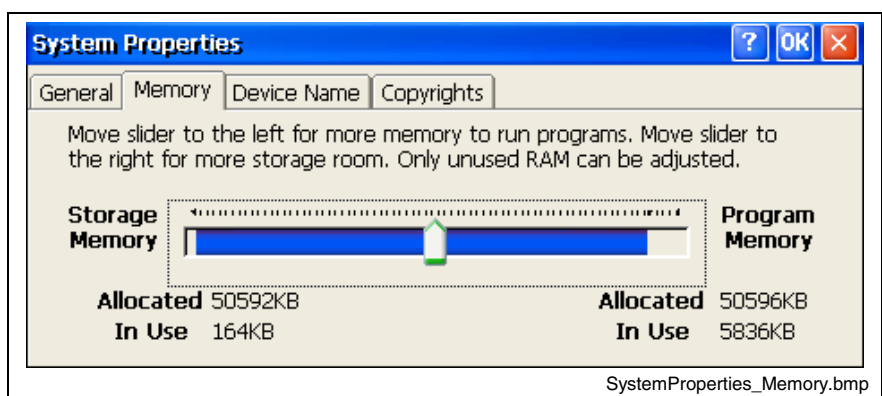 System Properties ? OK ×
General Memory Device Name Copyrights
Move slider to the left for more memory to run programs. Move slider to
the right for more storage room. Only unused RAM can be adjusted.
Storage Program
Memory Memory
Allocated 50592KB Allocated 50596KB
In Use 164KB In Use 5836KB
SystemProperties_Memory.bmp